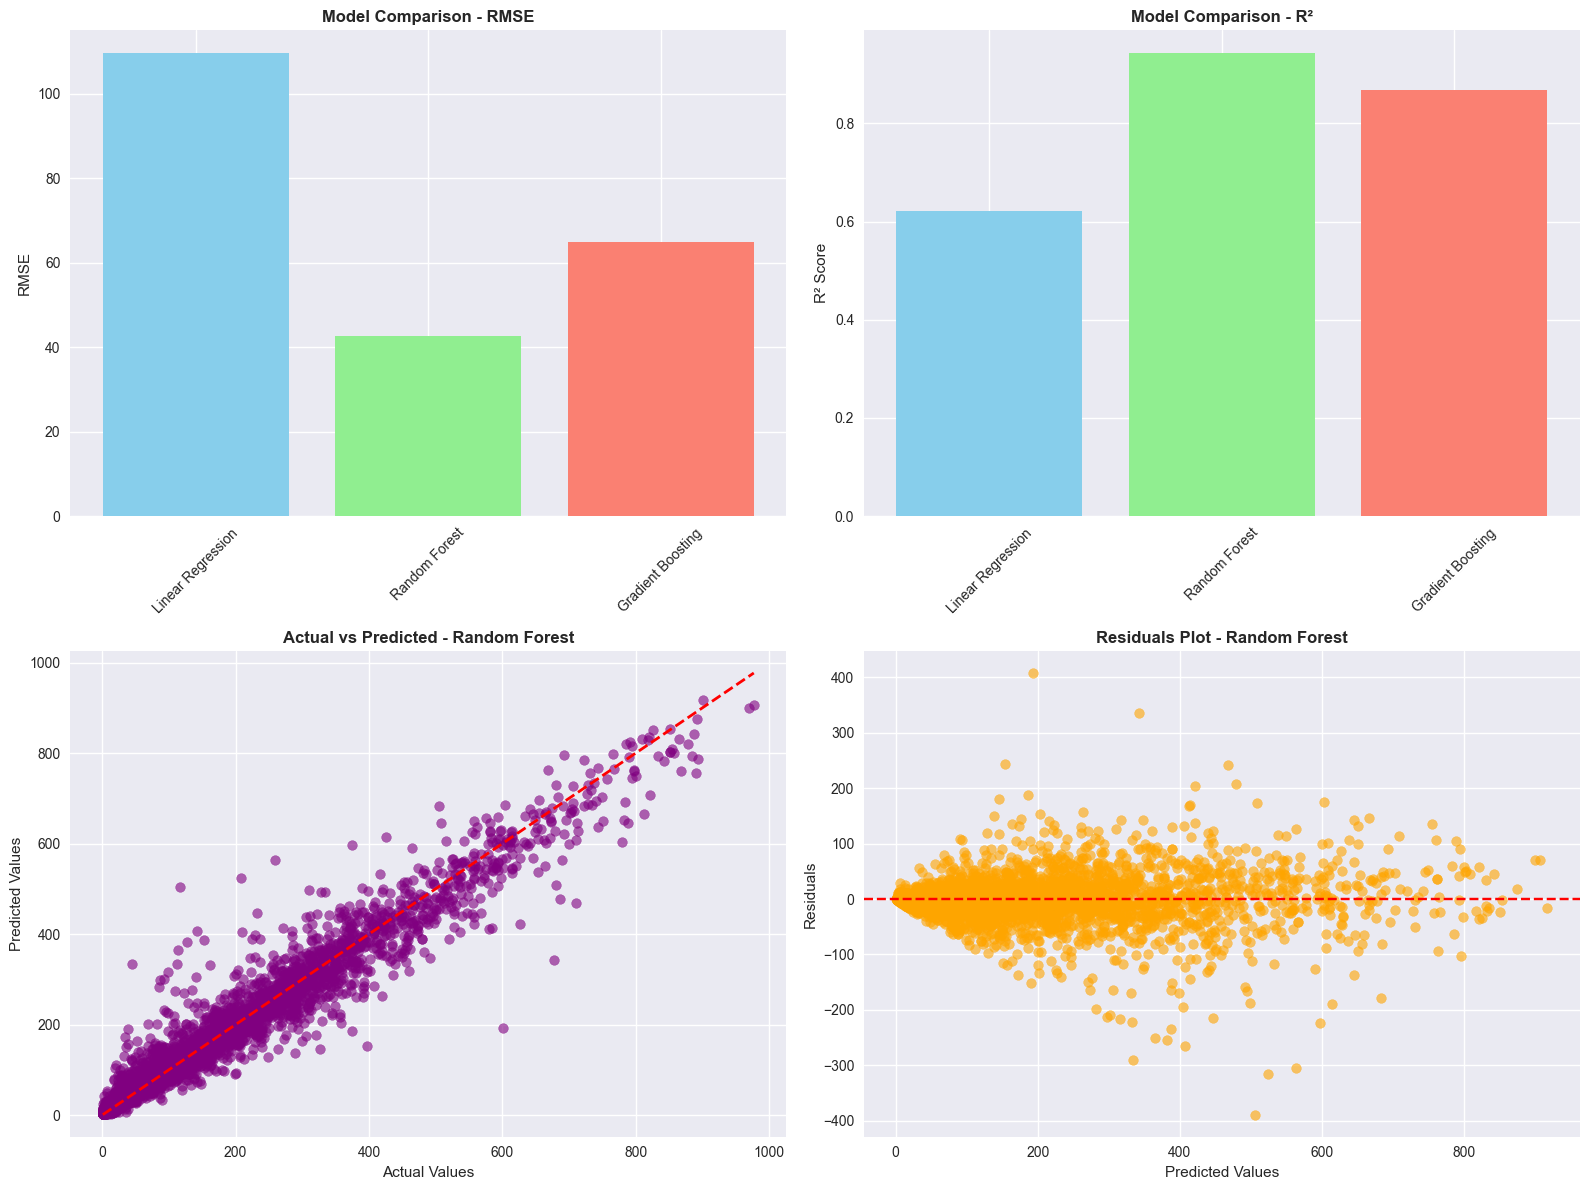 Model Comparison - RMSE
RMSE
100
80
60
40
20
0
Linear Regression
Random Forest
Gradient Boosting
Model Comparison - R²
R² Score
0.8
0.6
0.4
0.2
0.0
Linear Regression
Random Forest
Gradient Boosting
Actual vs Predicted - Random Forest
Predicted Values
1000
800
600
400
200
0
0 200 400 600 800 1000
Actual Values
Residuals Plot - Random Forest
Residuals
400
300
200
100
0
−100
−200
−300
−400
0 200 400 600 800
Predicted Values